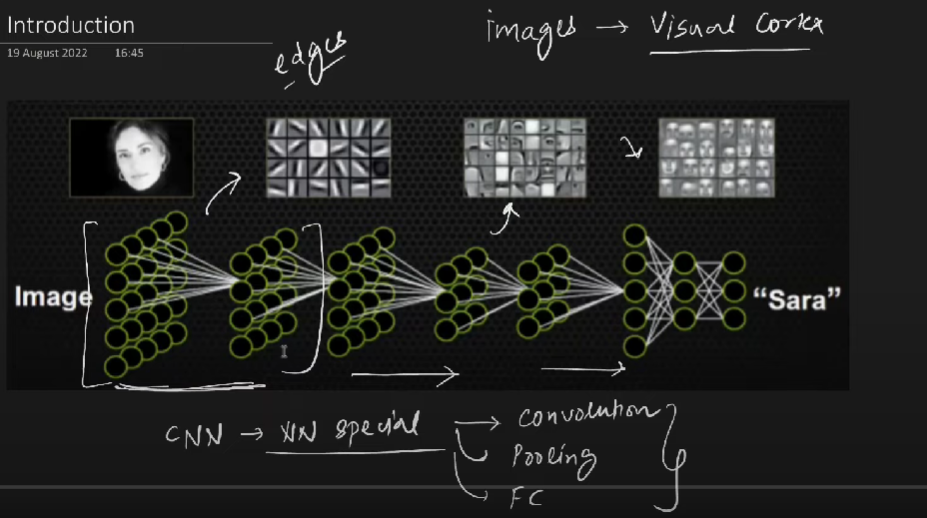 Introduction
19 August 2022 16:45
images → Visual Cortex
edges
Image
"Sara"
CNN → NN special → Convolution
Pooling
→ FC